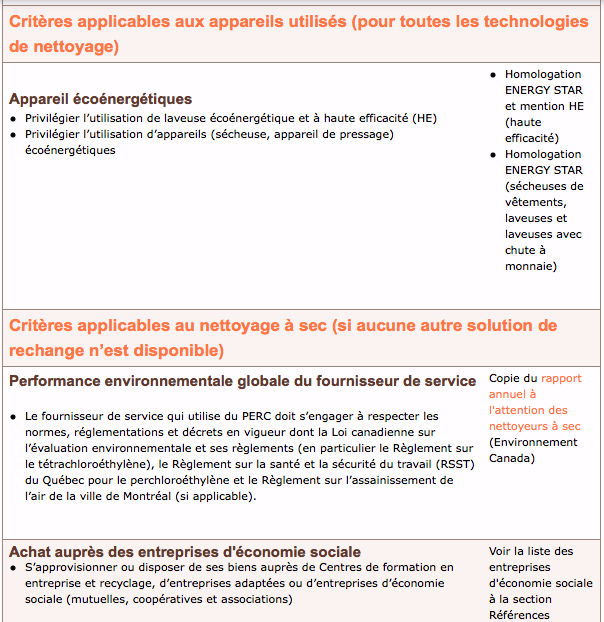 Critères applicables aux appareils utilisés (pour toutes les technologies
de nettoyage)
Appareil écoénergétiques
• Privilégier l'utilisation de laveuse écoénergétique et à haute efficacité (HE)
• Privilégier l'utilisation d'appareils (sécheuse, appareil de pressage)
écoénergétiques
• Homologation
ENERGY STAR
et mention HE
(haute
efficacité)
• Homologation
ENERGY STAR
(sécheuses de
vêtements,
laveuses et
laveuses avec
chute à
monnaie)
Critères applicables au nettoyage à sec (si aucune autre solution de
rechange n'est disponible)
Performance environnementale globale du fournisseur de service
• Le fournisseur de service qui utilise du PERC doit s'engager à respecter les
normes, réglementations et décrets en vigueur dont la Loi canadienne sur
l'évaluation environnementale et ses règlements (en particulier le Règlement sur
le tétrachloroéthylène), le Règlement sur la santé et la sécurité du travail (RSST)
du Québec pour le perchloroéthylène et le Règlement sur l'assainissement de
l'air de la ville de Montréal (si applicable).
Copie du rapport
annuel à
l'attention des
nettoyeurs à sec
(Environnement
Canada)
Achat auprès des entreprises d'économie sociale
• S'approvisionner ou disposer de ses biens auprès de Centres de formation en
entreprise et recyclage, d'entreprises adaptées ou d'entreprises d'économie
sociale (mutuelles, coopératives et associations)
Voir la liste des
entreprises
d'économie sociale
à la section
Références